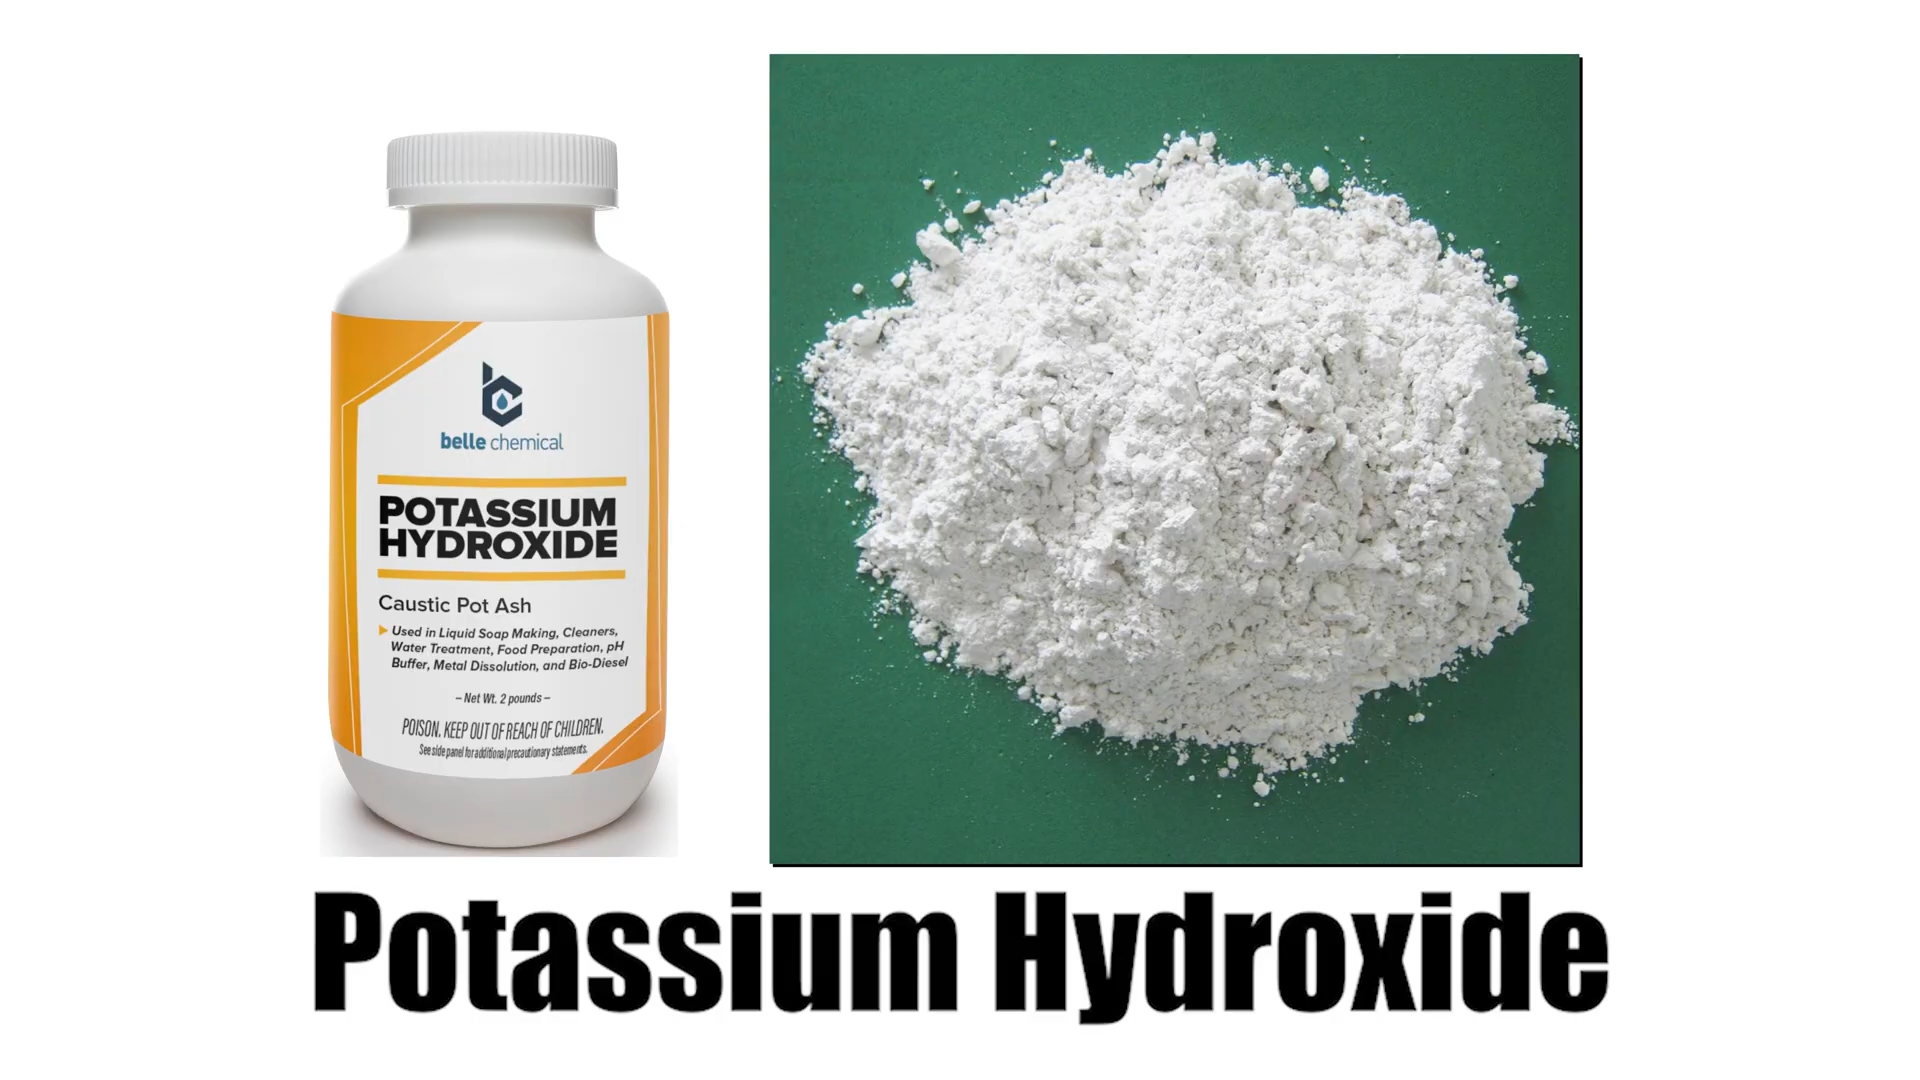 belle chemical
POTASSIUM
HYDROXIDE
Caustic Pot Ash
Used in Liquid Soap Making, Cleaners,
Water Treatment, Food Preparation, pH
Buffer, Metal Dissolution, and Bio-Diesel
– Net Wt. 2 pounds –
POISON. KEEP OUT OF REACH OF CHILDREN.
See side panel for additional precautionary statements.
Potassium Hydroxide